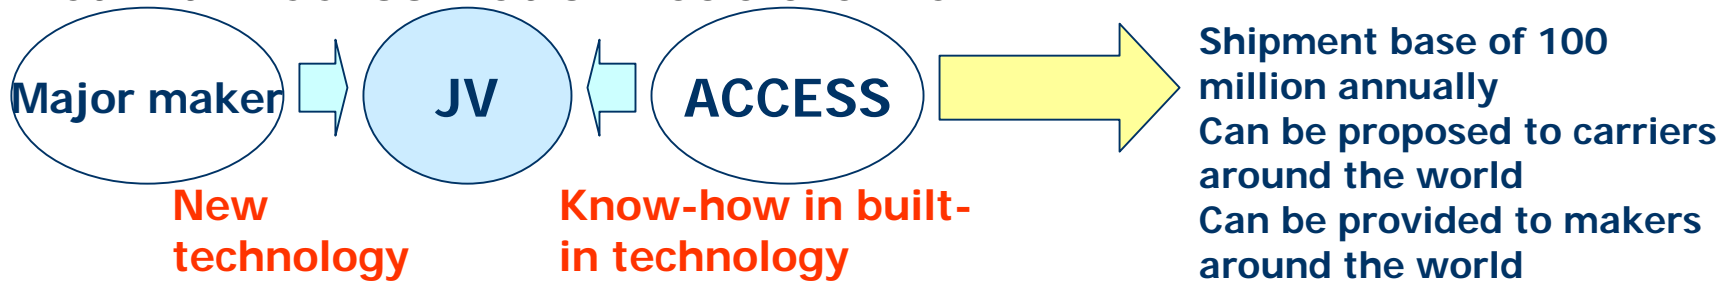 Major maker
JV
ACCESS
New
technology
Know-how in built-
in technology
Shipment base of 100
million annually
Can be proposed to carriers
around the world
Can be provided to makers
around the world